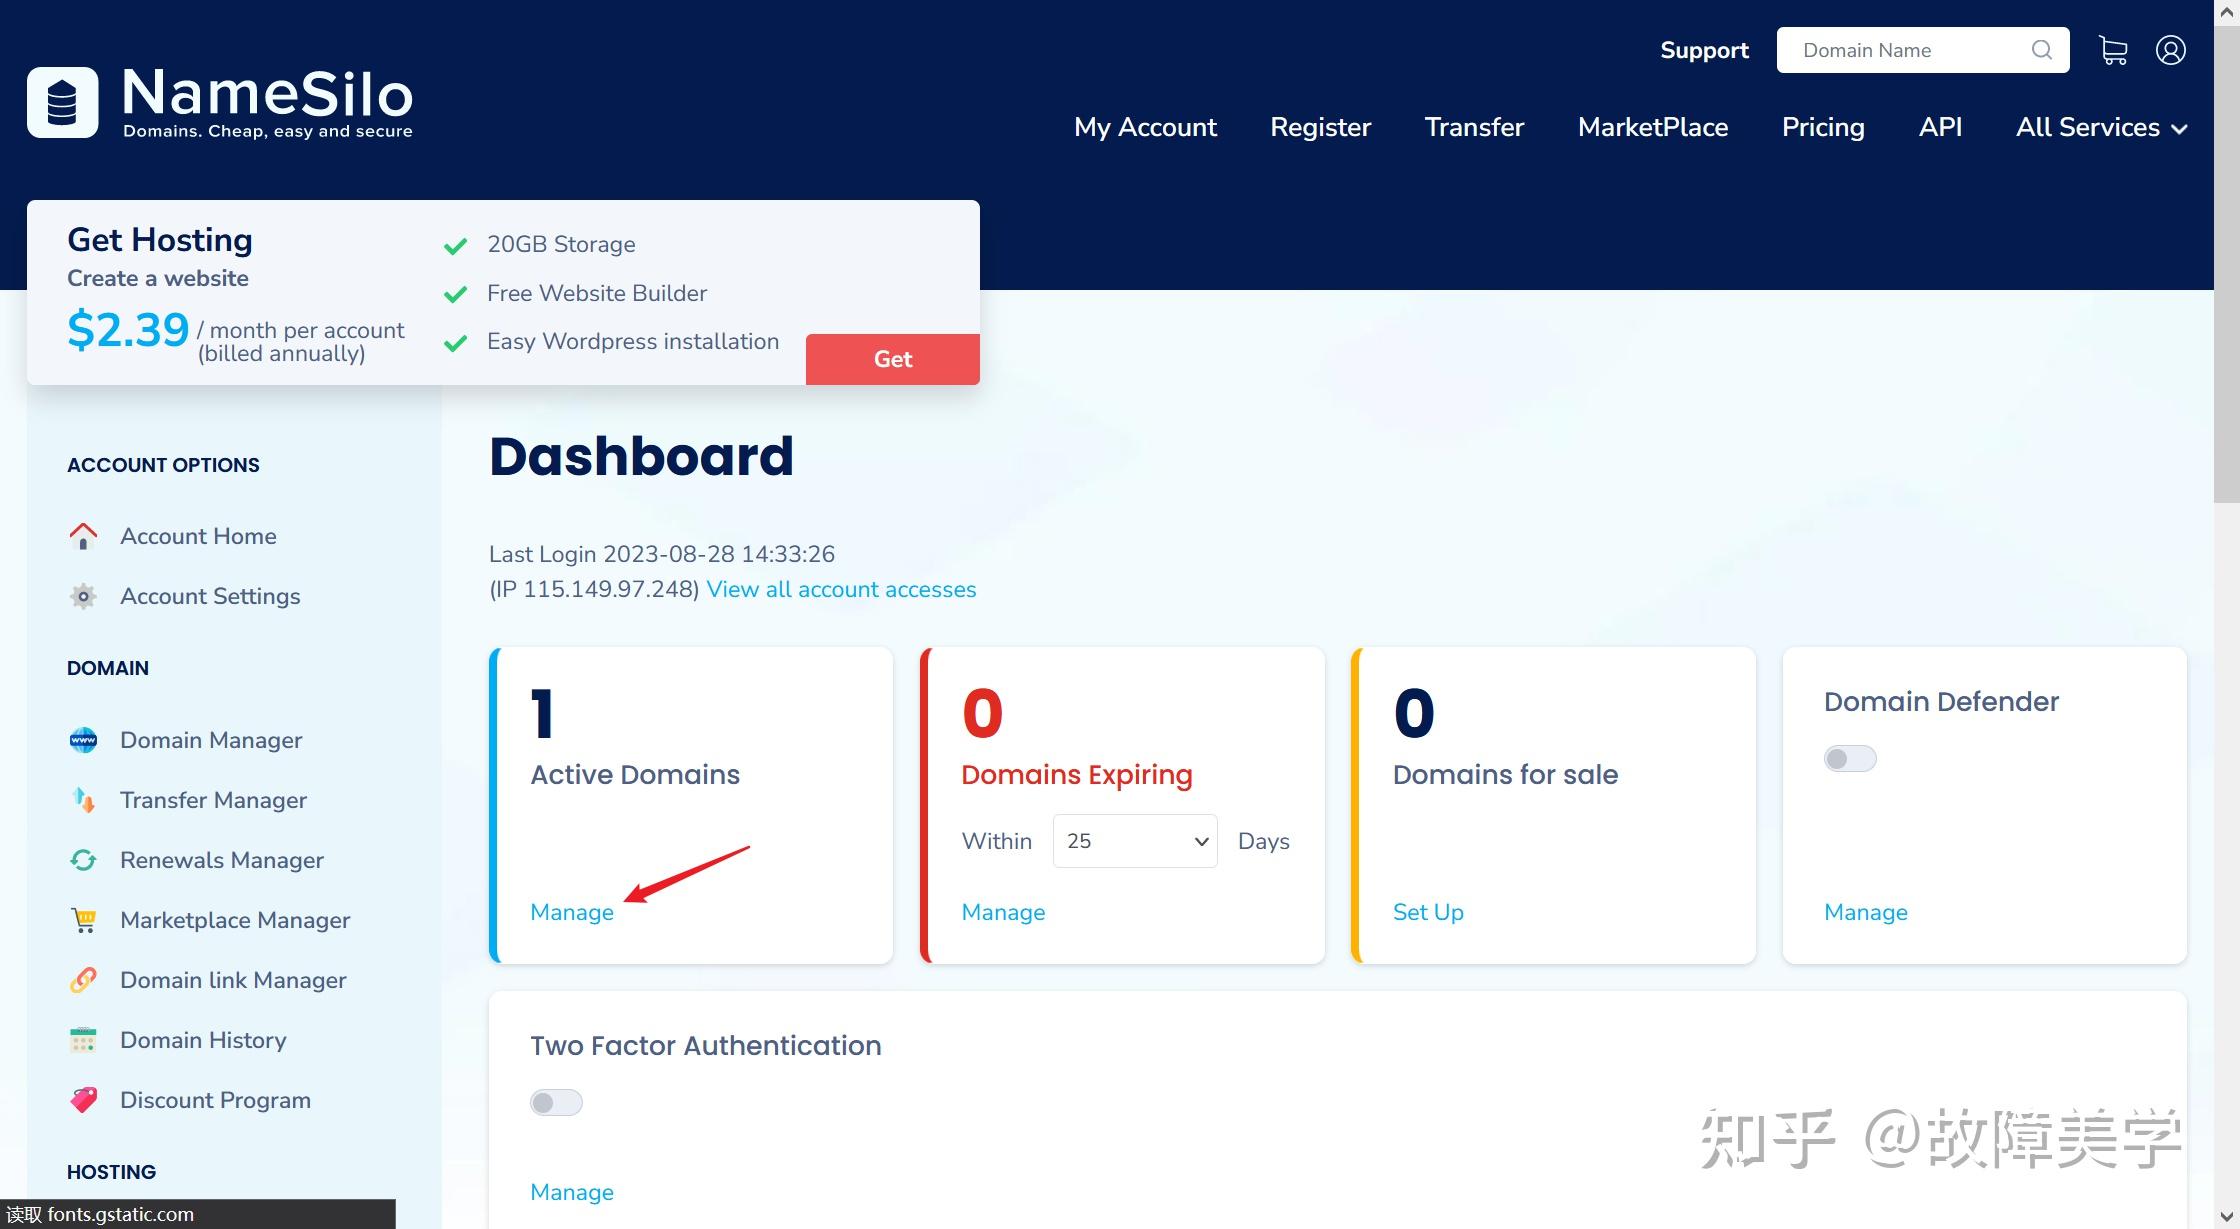 Support
Domain Name
NameSilo
Domains. Cheap, easy and secure
My Account
Register
Transfer
MarketPlace
Pricing
API
All Services
Get Hosting
Create a website
$2.39 / month per account
(billed annually)
20GB Storage
Free Website Builder
Easy Wordpress installation
Get
ACCOUNT OPTIONS
Account Home
Account Settings
DOMAIN
www
Domain Manager
Transfer Manager
Renewals Manager
Marketplace Manager
Domain link Manager
Domain History
Discount Program
HOSTING
Dashboard
Last Login 2023-08-28 14:33:26
(IP 115.149.97.248) View all account accesses
1
Active Domains
Manage
0
Domains Expiring
Within 25 Days
Manage
0
Domains for sale
Set Up
Domain Defender
Manage
Two Factor Authentication
Manage
知乎 @故障美学
读取 fonts.gstatic.com